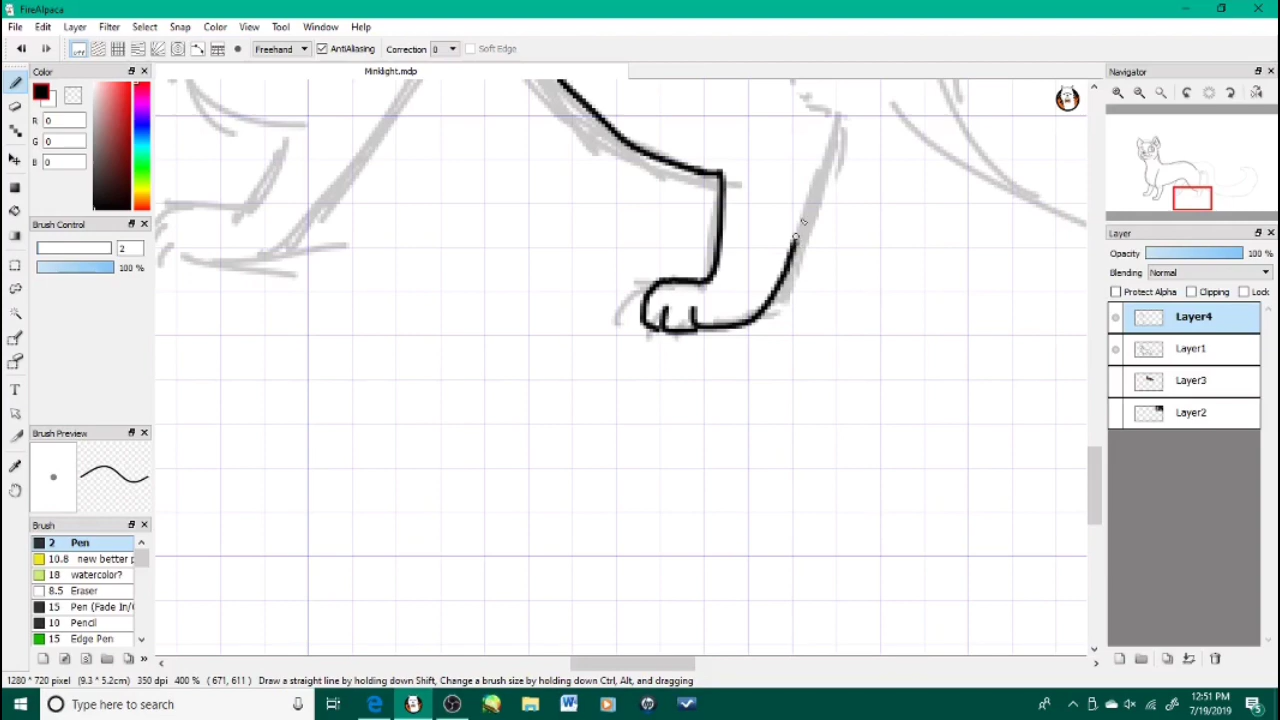 FireAlpaca
File Edit Layer Filter Select Snap Color View Tool Window Help
Freehand AntiAliasing Correction 0 Soft Edge
Color Minklight.mdp Navigator
R 0
G 0
B 0
Brush Control
2
100 %
Layer
Opacity 100 %
Blending Normal
Protect Alpha Clipping Lock
Layer4
Layer1
Layer3
Layer2
Brush Preview
Brush
2 Pen
10.8 new better p
18 watercolor?
8.5 Eraser
15 Pen (Fade In/
10 Pencil
15 Edge Pen
1280 * 720 pixel (9.3 * 5.2cm) 350 dpi 400 % (671, 611) Draw a straight line by holding down Shift, Change a brush size by holding down Ctrl, Alt, and dragging
Type here to search
12:51 PM
7/19/2019